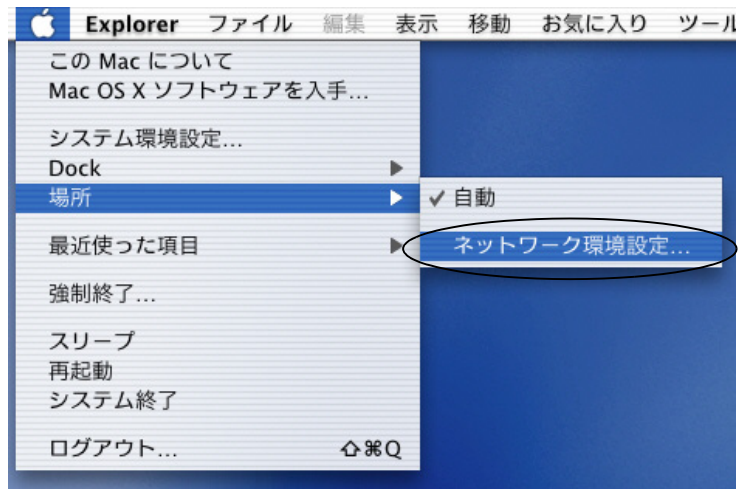 Explorer ファイル 編集 表示 移動 お気に入り ツール
この Mac について
Mac OS X ソフトウェアを入手...
システム環境設定...
Dock
場所
自動
最近使った項目
ネットワーク環境設定...
強制終了...
スリープ
再起動
システム終了
ログアウト... ⇧⌘Q